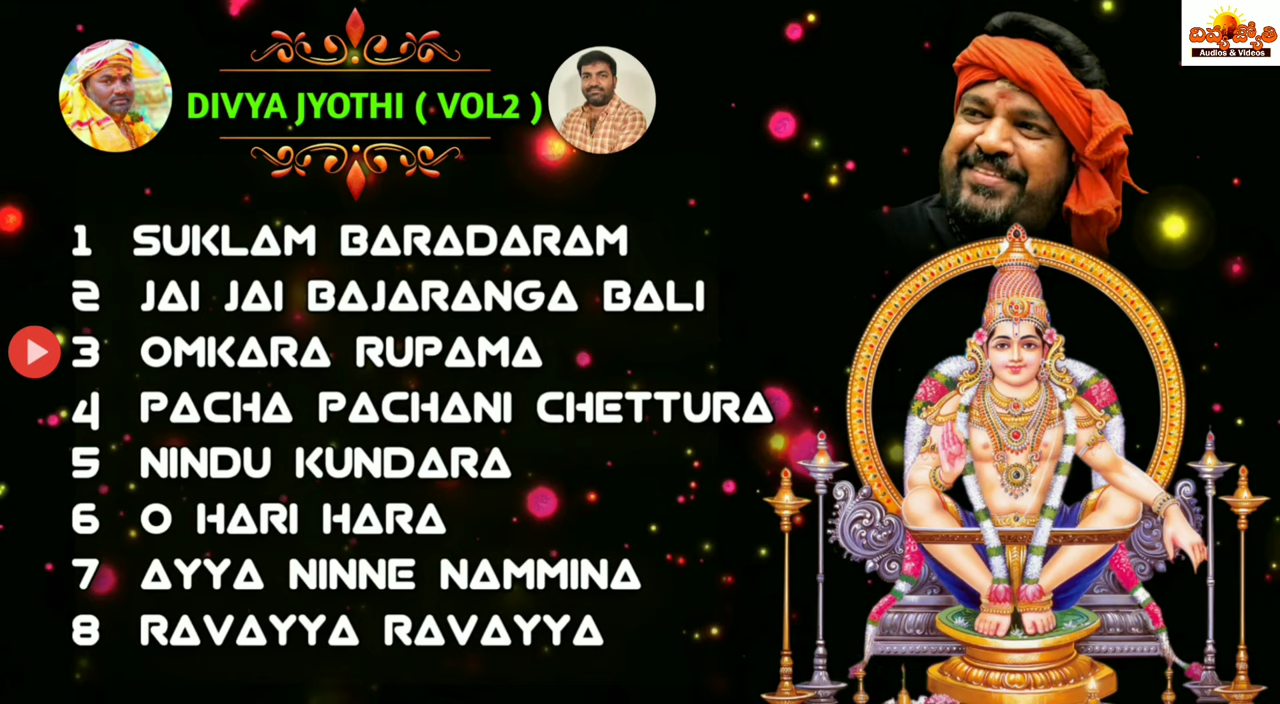 దివ్యజ్యోతి
Audios & Videos
DIVYA JYOTHI ( VOL2 )
1 SUKLAM BARADARAM
2 JAI JAI BAJARANGA BALI
3 OMKARA RUPAMA
4 PACHA PACHANI CHETTURA
5 NINDU KUNDARA
6 O HARI HARA
7 AYYA NINNE NAMMINA
8 RAVAYYA RAVAYYA